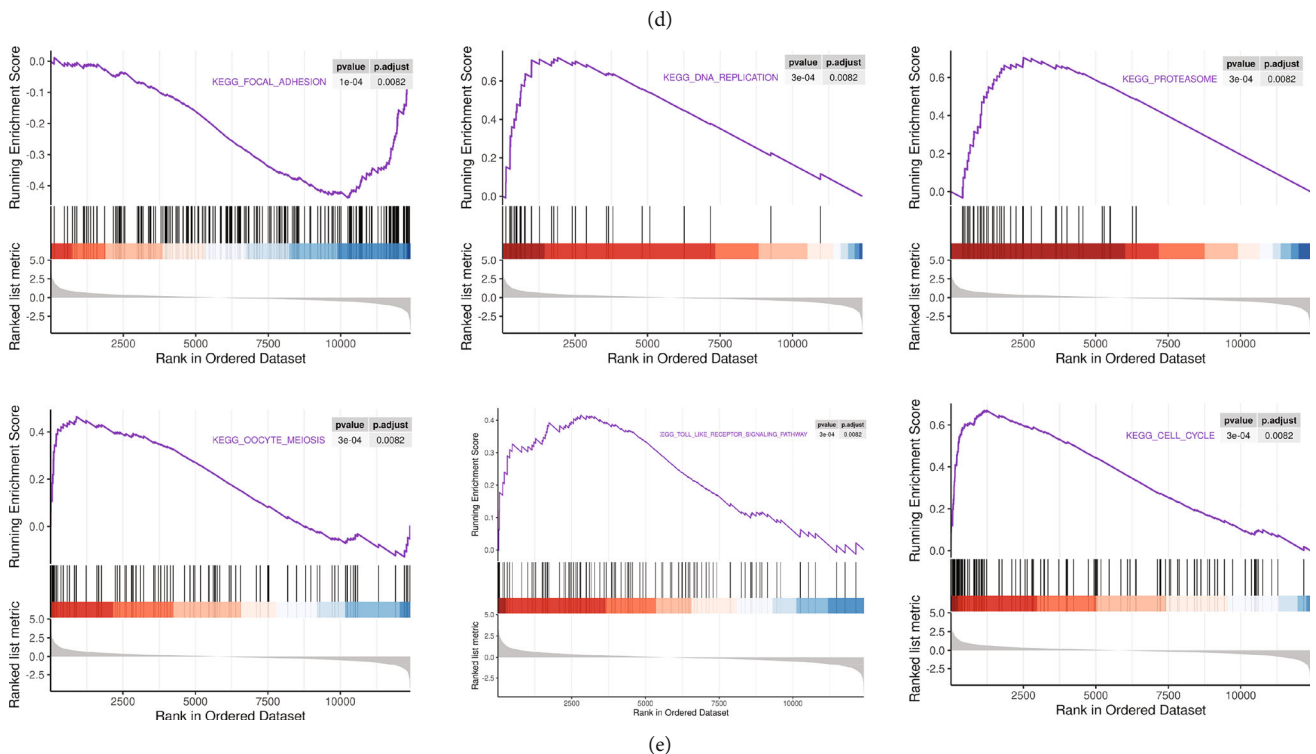 (d)
Running Enrichment Score
0.0
-0.1
-0.2
-0.3
-0.4
KEGG_FOCAL_ADHESION
pvalue p.adjust
1e-04 0.0082
Ranked list metric
5.0
2.5
0.0
-2.5
2500 5000 7500 10000
Rank in Ordered Dataset
Running Enrichment Score
0.6
0.4
0.2
0.0
KEGG_DNA_REPLICATION
pvalue p.adjust
3e-04 0.0082
Ranked list metric
5.0
2.5
0.0
-2.5
2500 5000 7500 10000
Rank in Ordered Dataset
Running Enrichment Score
0.6
0.4
0.2
0.0
KEGG_PROTEASOME
pvalue p.adjust
3e-04 0.0082
Ranked list metric
5.0
2.5
0.0
-2.5
2500 5000 7500 10000
Rank in Ordered Dataset
Running Enrichment Score
0.4
0.2
0.0
KEGG_OOCYTE_MEIOSIS
pvalue p.adjust
3e-04 0.0082
Ranked list metric
5.0
2.5
0.0
-2.5
2500 5000 7500 10000
Rank in Ordered Dataset
Running Enrichment Score
0.4
0.3
0.2
0.1
0.0
KEGG_TOLL_LIKE_RECEPTOR_SIGNALING_PATHWAY
pvalue p.adjust
3e-04 0.0082
Ranked list metric
5.0
2.5
0.0
-2.5
2500 5000 7500 10000
Rank in Ordered Dataset
Running Enrichment Score
0.6
0.4
0.2
0.0
KEGG_CELL_CYCLE
pvalue p.adjust
3e-04 0.0082
Ranked list metric
5.0
2.5
0.0
-2.5
2500 5000 7500 10000
Rank in Ordered Dataset
(e)